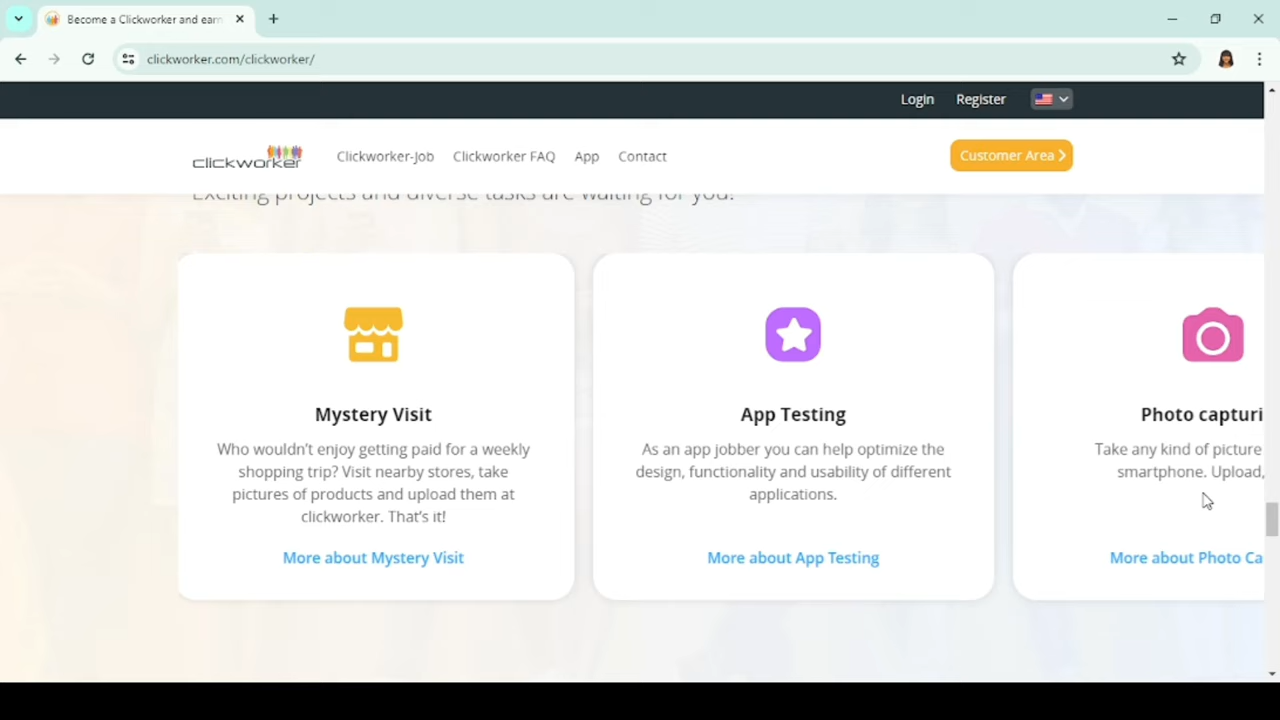 Become a Clickworker and earn
clickworker.com/clickworker/
Login Register
clickworker Clickworker-Job Clickworker FAQ App Contact Customer Area
Exciting projects and diverse tasks are waiting for you!
Mystery Visit
Who wouldn't enjoy getting paid for a weekly
shopping trip? Visit nearby stores, take
pictures of products and upload them at
clickworker. That's it!
More about Mystery Visit
App Testing
As an app jobber you can help optimize the
design, functionality and usability of different
applications.
More about App Testing
Photo capturi
Take any kind of picture
smartphone. Upload,
More about Photo Ca